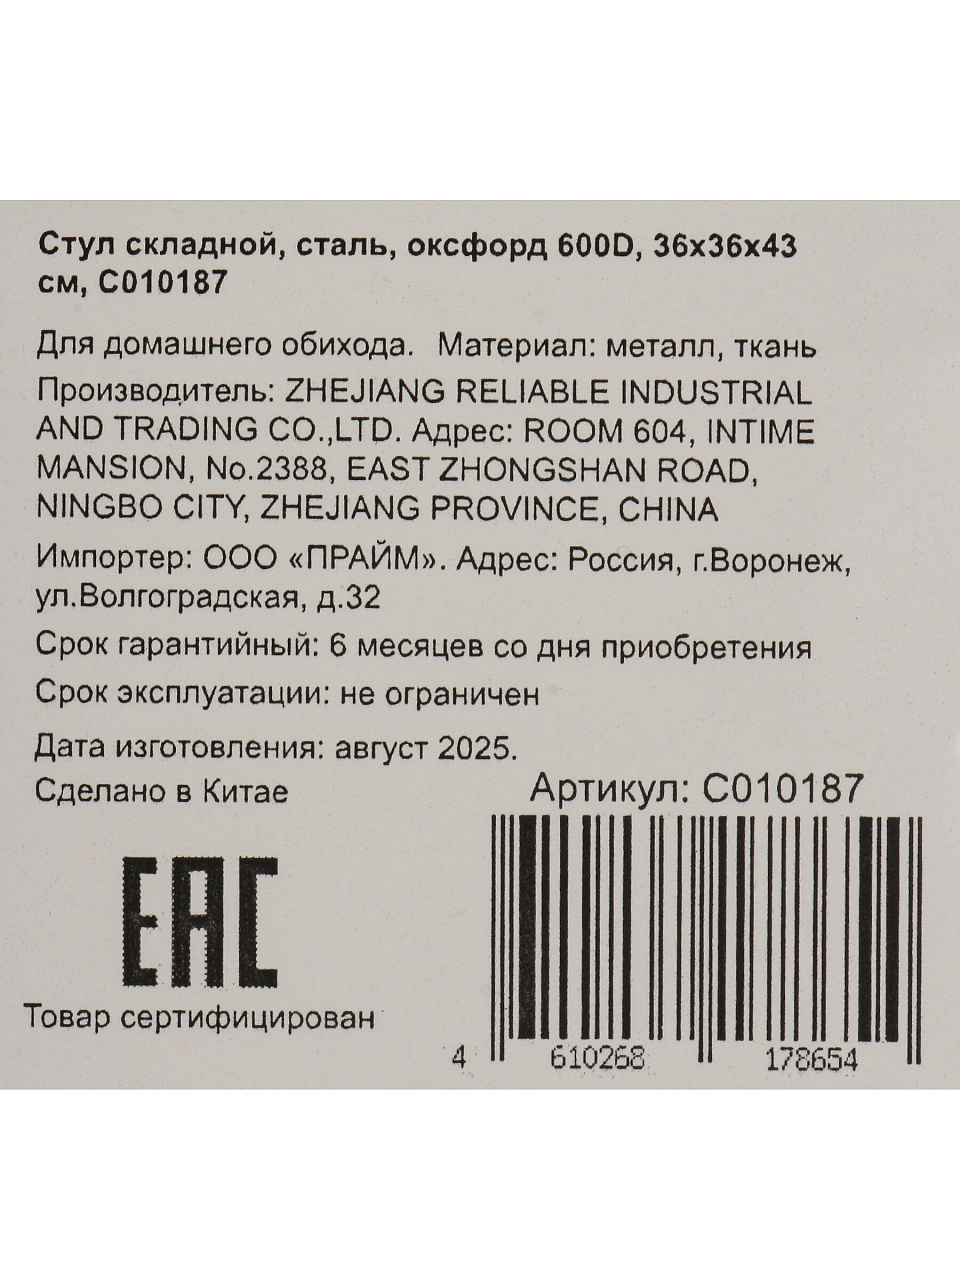 Стул складной, сталь, оксфорд 600D, 36х36х43
см, С010187
Для домашнего обихода. Материал: металл, ткань
Производитель: ZHEJIANG RELIABLE INDUSTRIAL
AND TRADING CO.,LTD. Адрес: ROOM 604, INTIME
MANSION, No.2388, EAST ZHONGSHAN ROAD,
NINGBO CITY, ZHEJIANG PROVINCE, CHINA
Импортер: ООО «ПРАЙМ». Адрес: Россия, г.Воронеж,
ул.Волгоградская, д.32
Срок гарантийный: 6 месяцев со дня приобретения
Срок эксплуатации: не ограничен
Дата изготовления: август 2025.
Сделано в Китае
Артикул: С010187
EAC
Товар сертифицирован
4 610268 178654